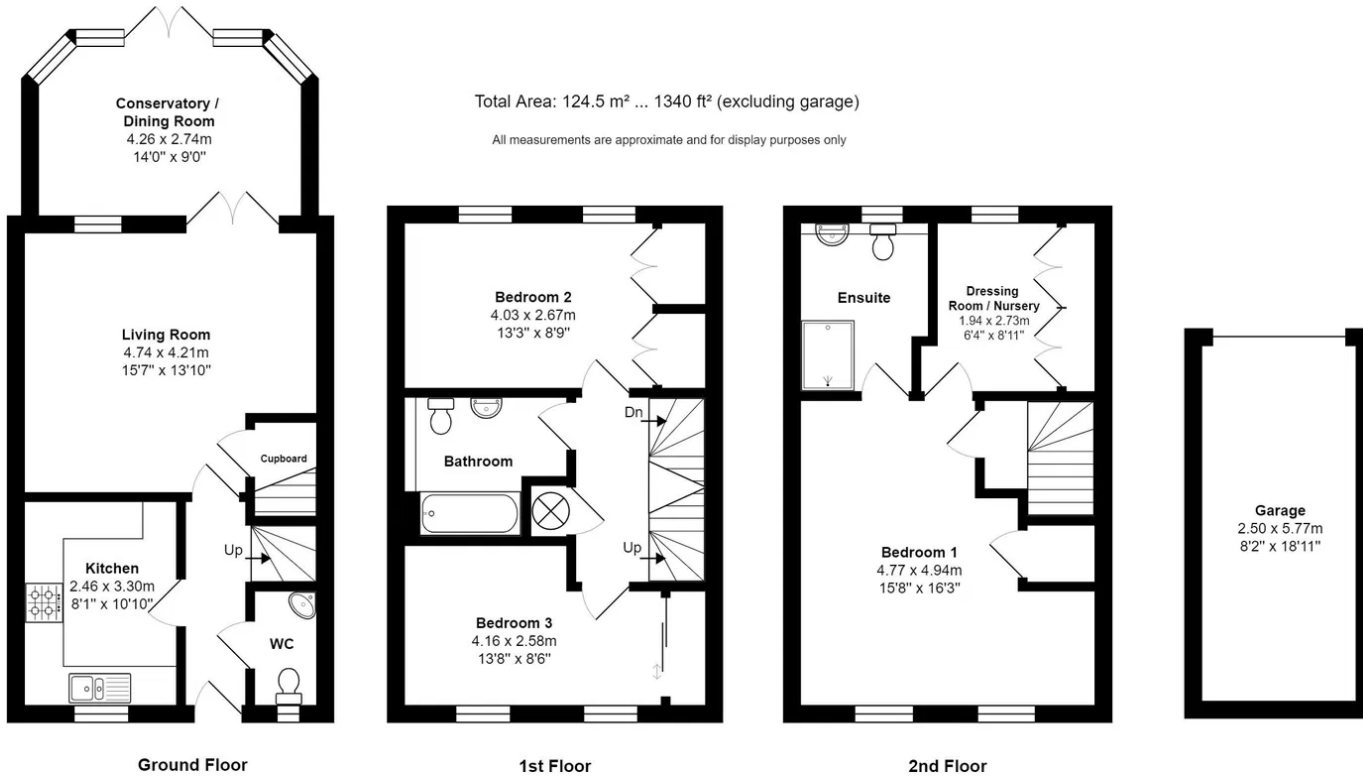 Conservatory /
Dining Room
4.26 x 2.74m
14'0" x 9'0"
Total Area: 124.5 m² ... 1340 ft² (excluding garage)
All measurements are approximate and for display purposes only
Living Room
4.74 x 4.21m
15'7" x 13'10"
Cupboard
Up
Kitchen
2.46 x 3.30m
8'1" x 10'10"
WC
Ground Floor
Bedroom 2
4.03 x 2.67m
13'3" x 8'9"
Dn
Bathroom
Up
Bedroom 3
4.16 x 2.58m
13'8" x 8'6"
1st Floor
Ensuite
Dressing
Room / Nursery
1.94 x 2.73m
6'4" x 8'11"
Bedroom 1
4.77 x 4.94m
15'8" x 16'3"
2nd Floor
Garage
2.50 x 5.77m
8'2" x 18'11"